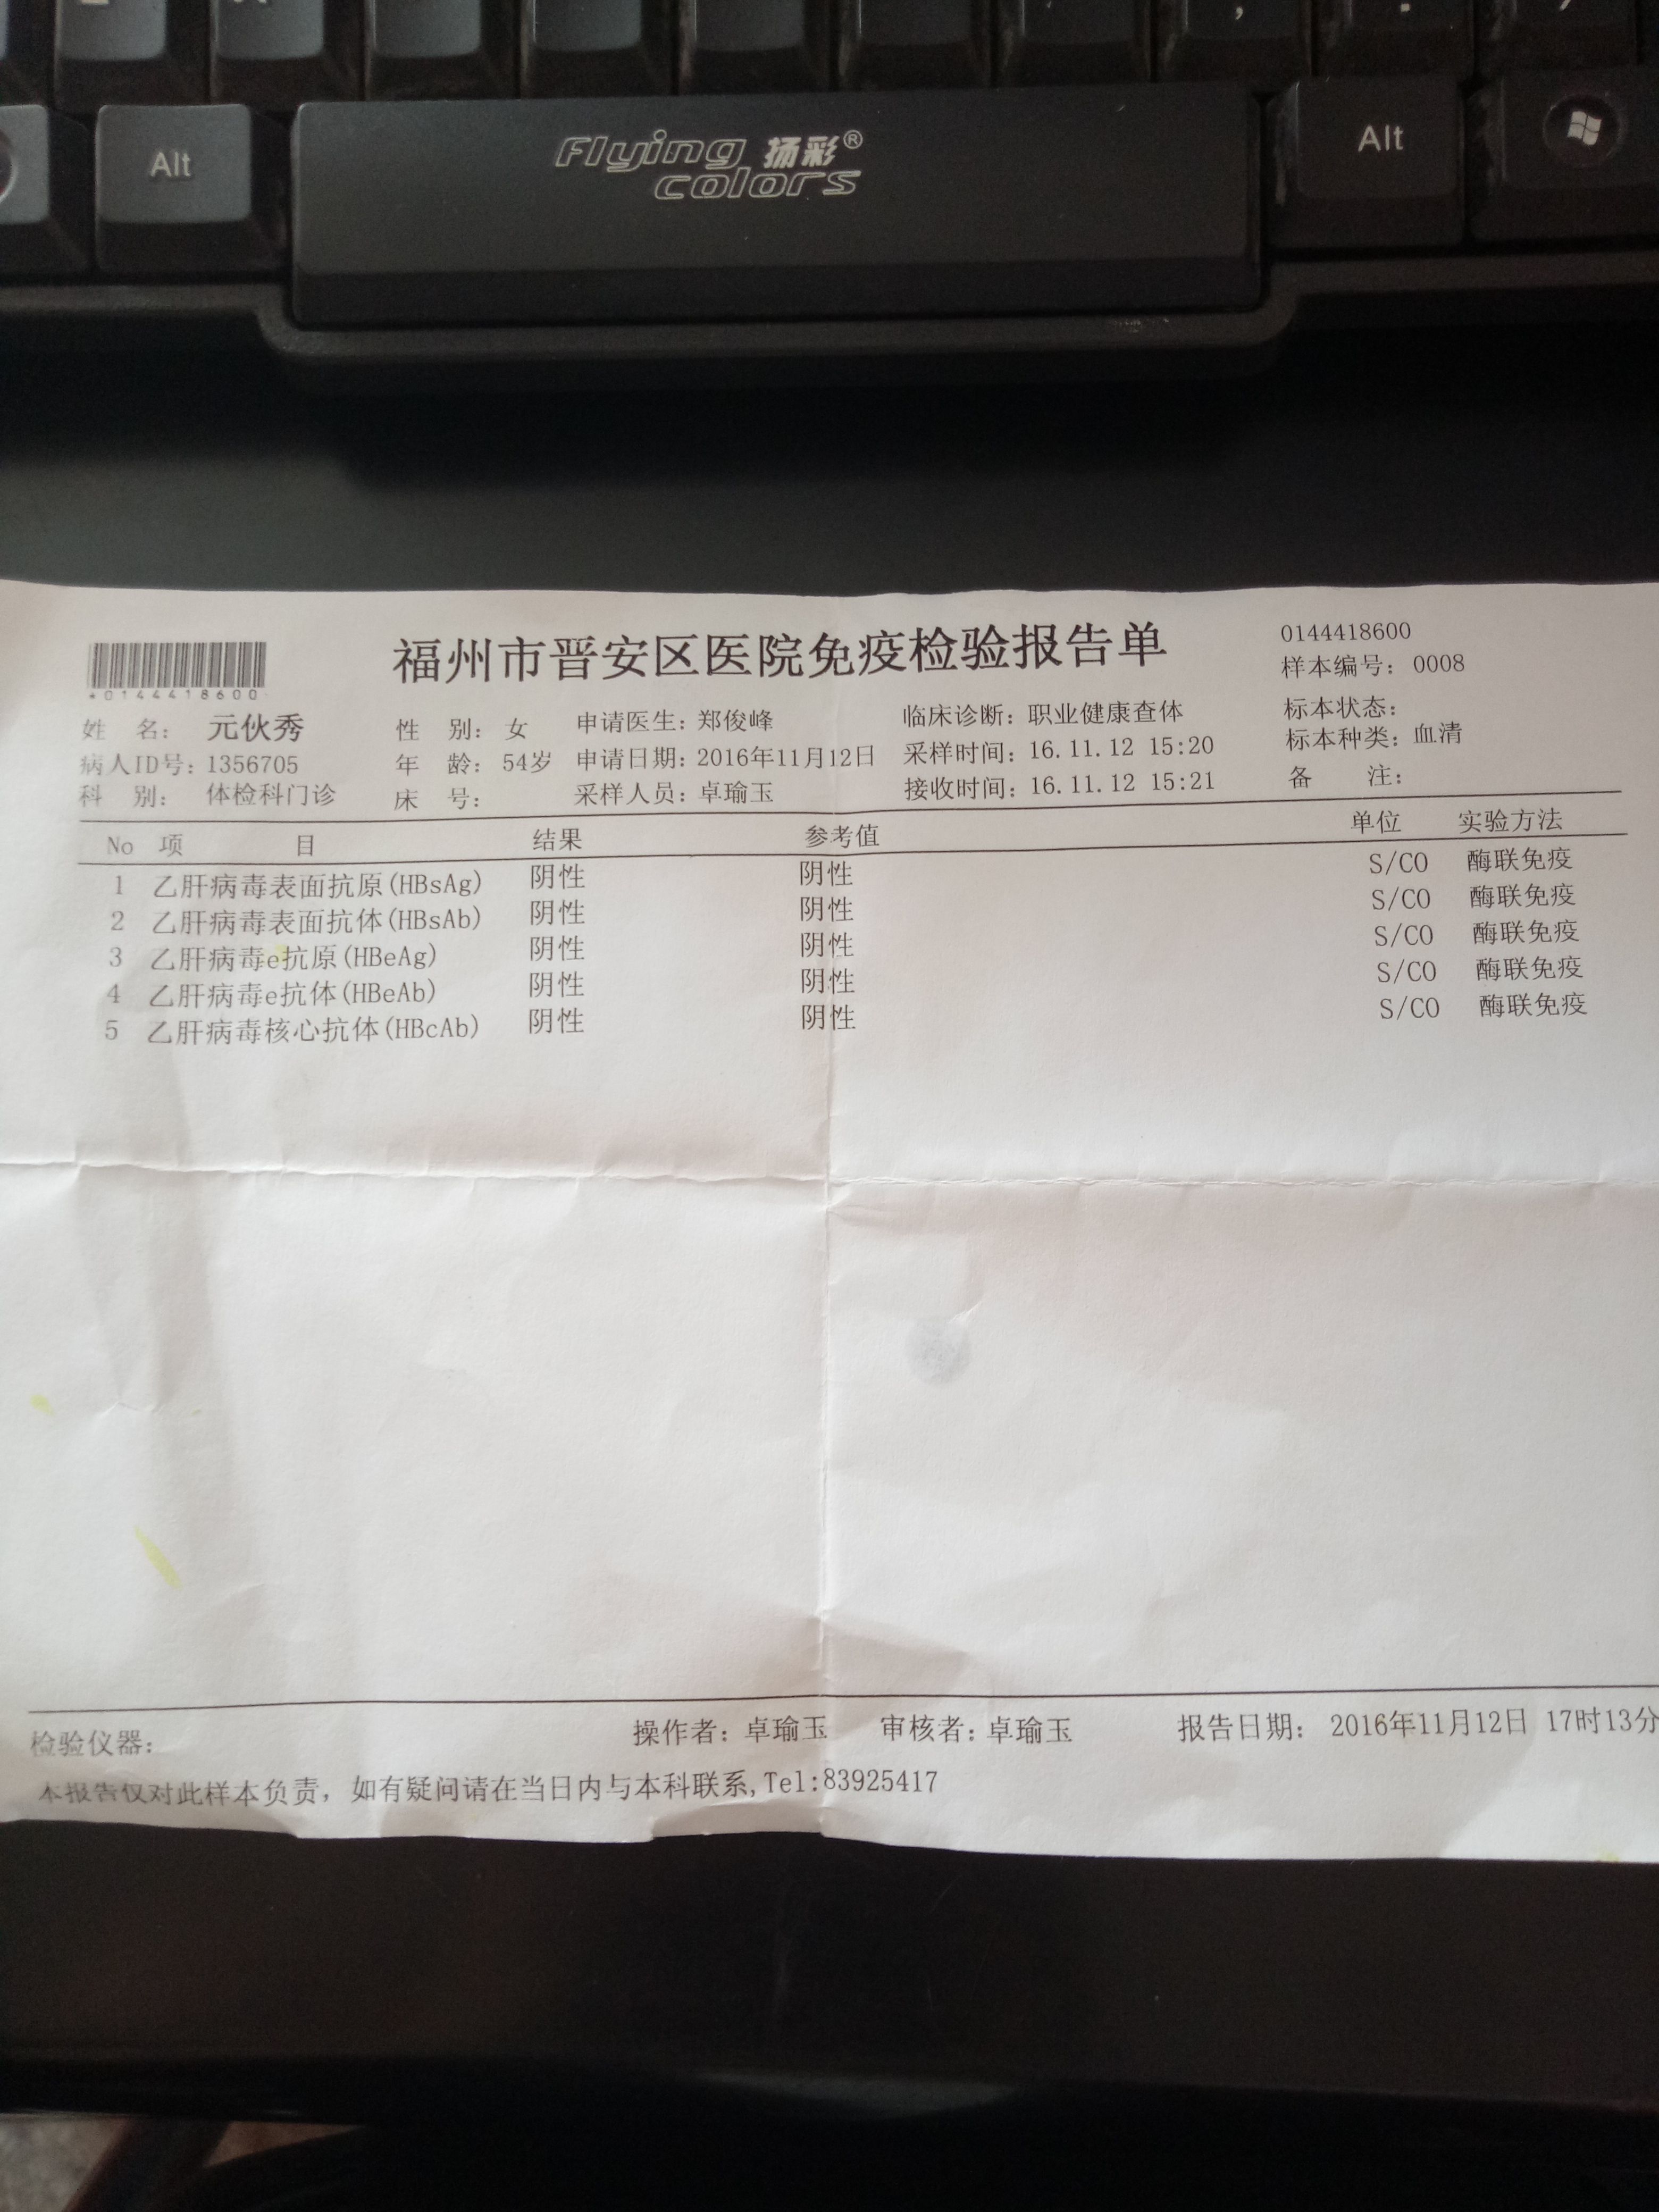 Alt
Flying 扬彩®
colors
Alt
福州市晋安区医院免疫检验报告单
0144418600
样本编号：0008
*0144418600
姓 名： 元伙秀 性 别： 女 申请医生：郑俊峰 临床诊断：职业健康查体 标本状态：
病人ID号：1356705 年 龄： 54岁 申请日期：2016年11月12日 采样时间：16.11.12 15:20 标本种类：血清
科 别： 体检科门诊 床 号： 采样人员：卓瑜玉 接收时间：16.11.12 15:21 备 注：
No 项 目 结果 参考值 单位 实验方法
1 乙肝病毒表面抗原(HBsAg) 阴性 阴性 S/CO 酶联免疫
2 乙肝病毒表面抗体(HBsAb) 阴性 阴性 S/CO 酶联免疫
3 乙肝病毒e抗原(HBeAg) 阴性 阴性 S/CO 酶联免疫
4 乙肝病毒e抗体(HBeAb) 阴性 阴性 S/CO 酶联免疫
5 乙肝病毒核心抗体(HBcAb) 阴性 阴性 S/CO 酶联免疫
检验仪器： 操作者：卓瑜玉 审核者：卓瑜玉 报告日期： 2016年11月12日 17时13分
本报告仅对此样本负责，如有疑问请在当日内与本科联系,Tel:83925417